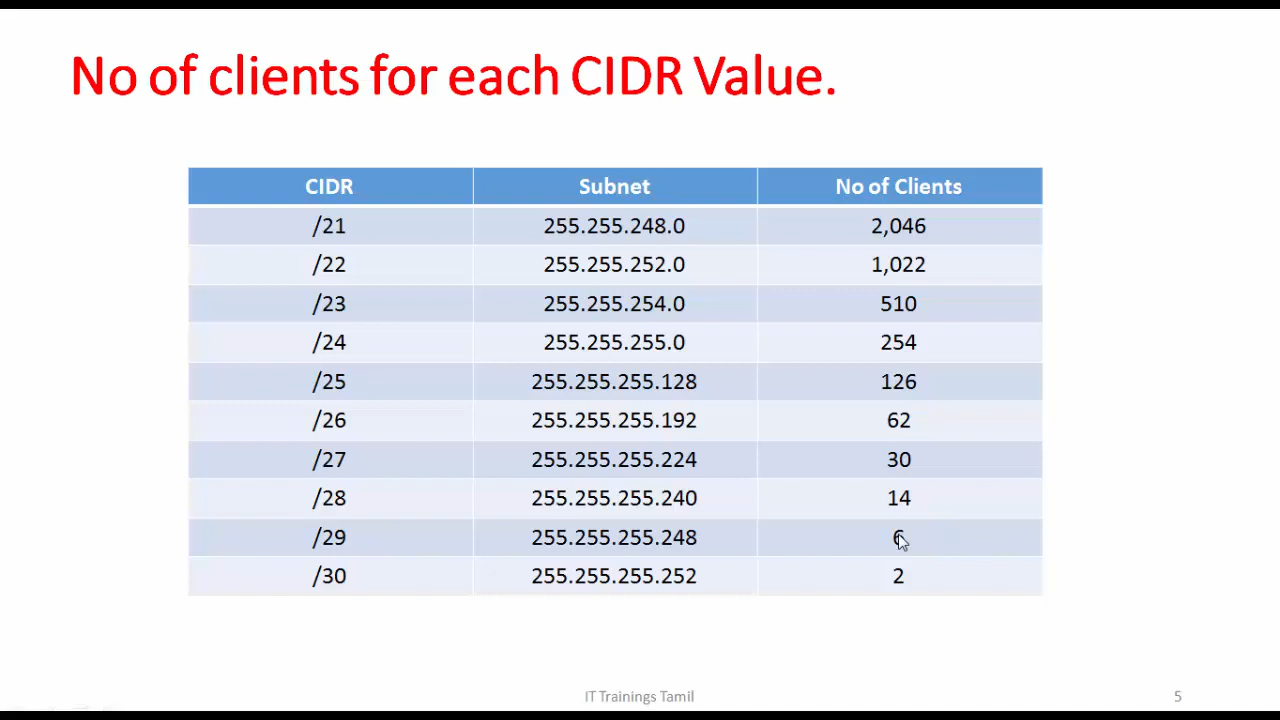 No of clients for each CIDR Value.
CIDR Subnet No of Clients
/21 255.255.248.0 2,046
/22 255.255.252.0 1,022
/23 255.255.254.0 510
/24 255.255.255.0 254
/25 255.255.255.128 126
/26 255.255.255.192 62
/27 255.255.255.224 30
/28 255.255.255.240 14
/29 255.255.255.248 6
/30 255.255.255.252 2
IT Trainings Tamil 5